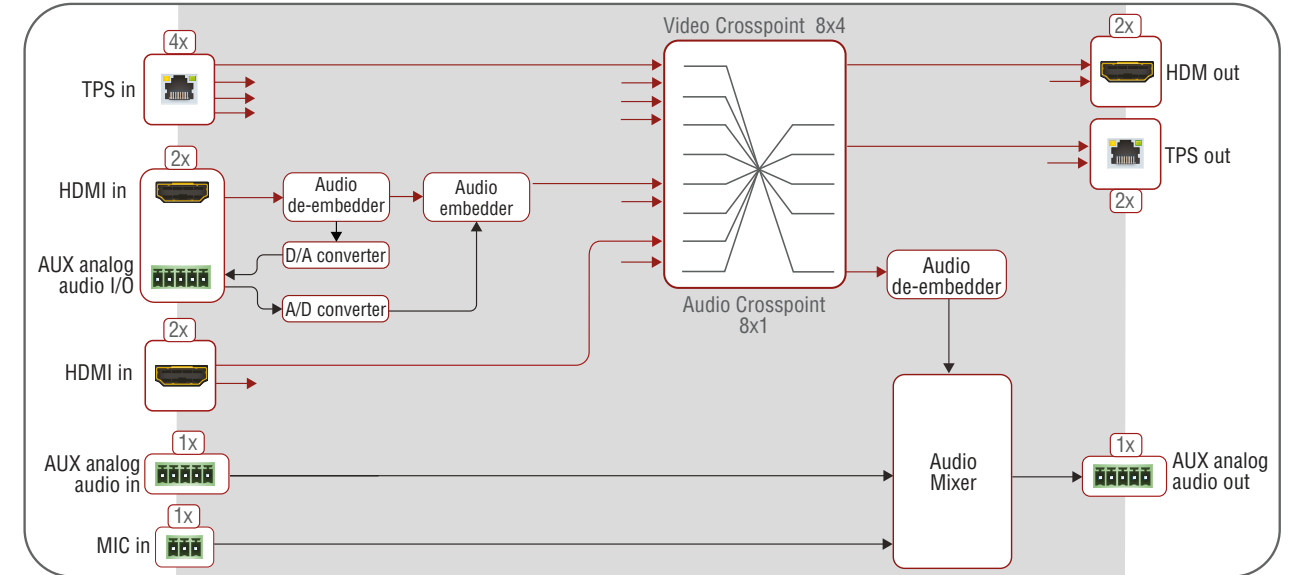 Video Crosspoint 8x4
4x
TPS in
2x
HDM out
TPS out
2x
2x
HDMI in
Audio
de-embedder
Audio
embedder
D/A converter
AUX analog
audio I/O
A/D converter
Audio
de-embedder
Audio Crosspoint
8x1
2x
HDMI in
1x
AUX analog
audio in
Audio
Mixer
1x
AUX analog
audio out
1x
MIC in